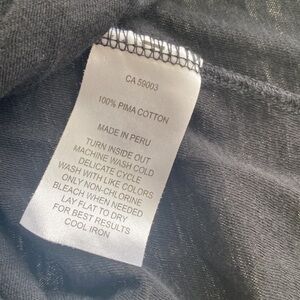 CA 59003
100% PIMA COTTON
MADE IN PERU
TURN INSIDE OUT
MACHINE WASH COLD
DELICATE CYCLE
WASH WITH LIKE COLORS
ONLY NON-CHLORINE
BLEACH WHEN NEEDED
LAY FLAT TO DRY
FOR BEST RESULTS
COOL IRON